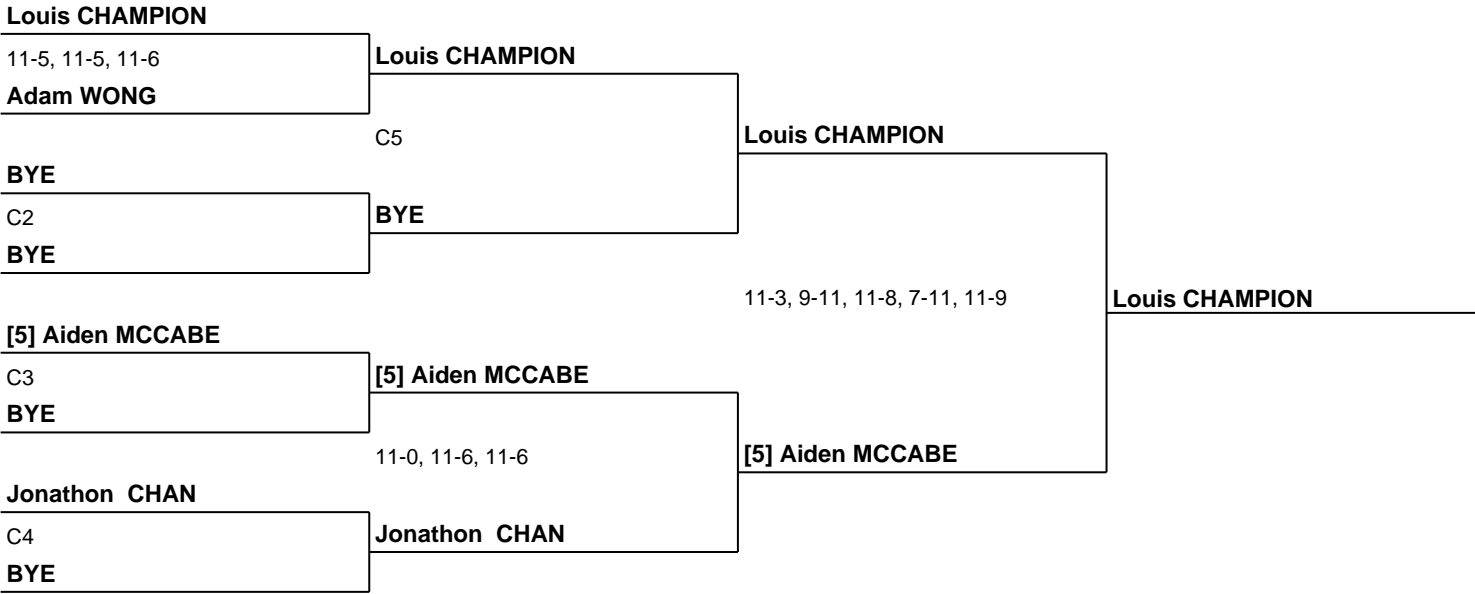 Louis CHAMPION
11-5, 11-5, 11-6
Louis CHAMPION
Adam WONG
C5
Louis CHAMPION
BYE
C2
BYE
BYE
11-3, 9-11, 11-8, 7-11, 11-9
Louis CHAMPION
[5] Aiden MCCABE
C3
[5] Aiden MCCABE
BYE
11-0, 11-6, 11-6
[5] Aiden MCCABE
Jonathon  CHAN
C4
Jonathon  CHAN
BYE